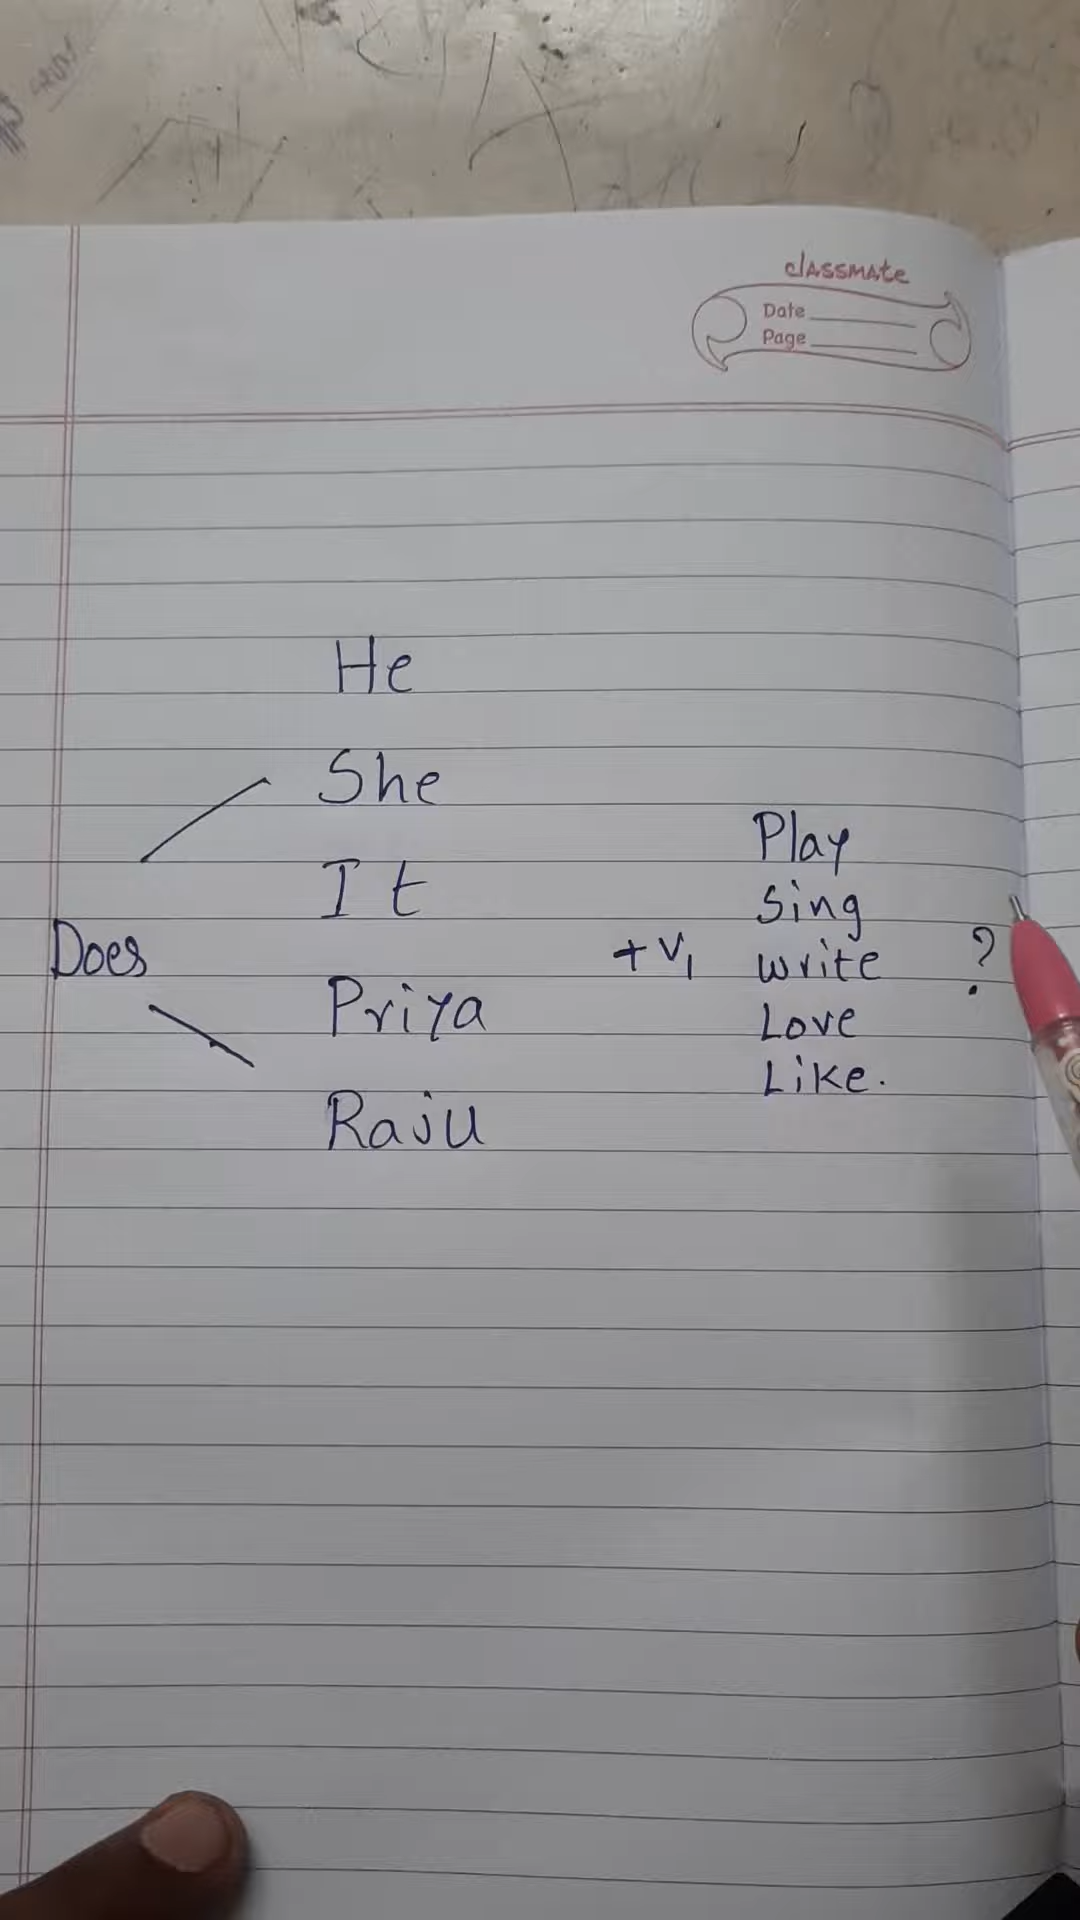 classmate
Date
Page
He
She
It
Does
Priya
Raju
+ V1
Play
Sing
write
Love
Like.
?